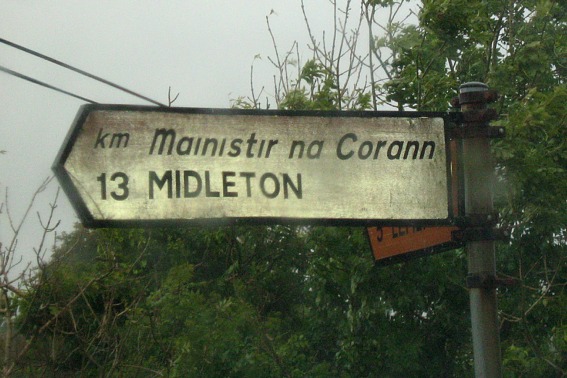 km Mainistir na Corann
13 MIDLETON